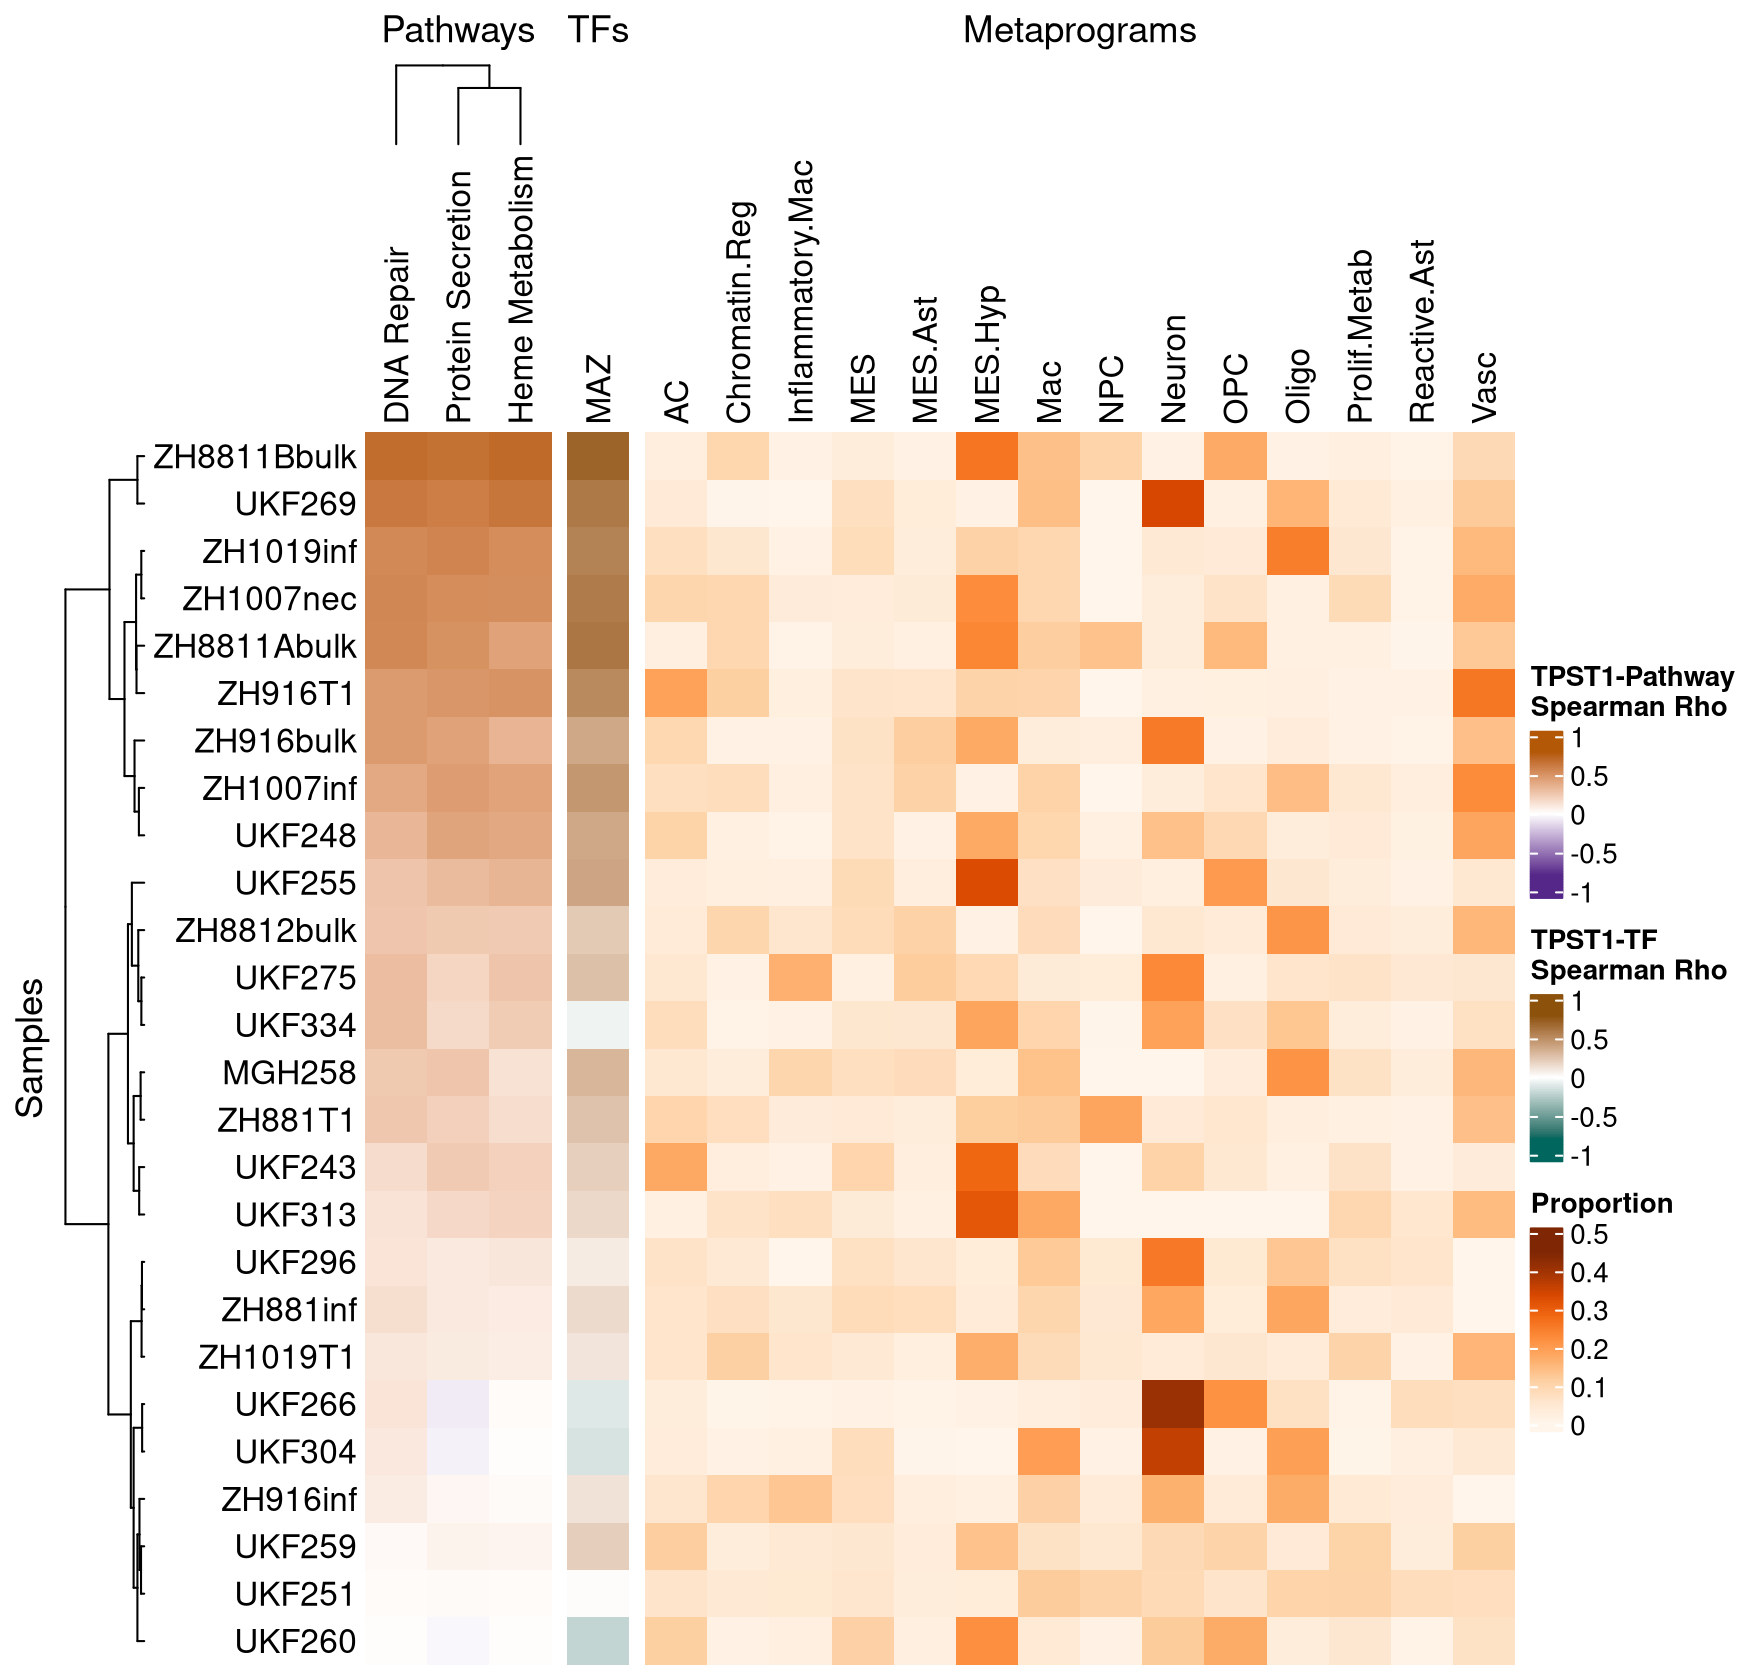 Pathways TFs Metaprograms
DNA Repair
Protein Secretion
Heme Metabolism
MAZ
AC
Chromatin.Reg
Inflammatory.Mac
MES
MES.Ast
MES.Hyp
Mac
NPC
Neuron
OPC
Oligo
Prolif.Metab
Reactive.Ast
Vasc
Samples
ZH8811Bbulk
UKF269
ZH1019inf
ZH1007nec
ZH8811Abulk
ZH916T1
ZH916bulk
ZH1007inf
UKF248
UKF255
ZH8812bulk
UKF275
UKF334
MGH258
ZH881T1
UKF243
UKF313
UKF296
ZH881inf
ZH1019T1
UKF266
UKF304
ZH916inf
UKF259
UKF251
UKF260
TPST1-Pathway
Spearman Rho
1
0.5
0
-0.5
-1
TPST1-TF
Spearman Rho
1
0.5
0
-0.5
-1
Proportion
0.5
0.4
0.3
0.2
0.1
0